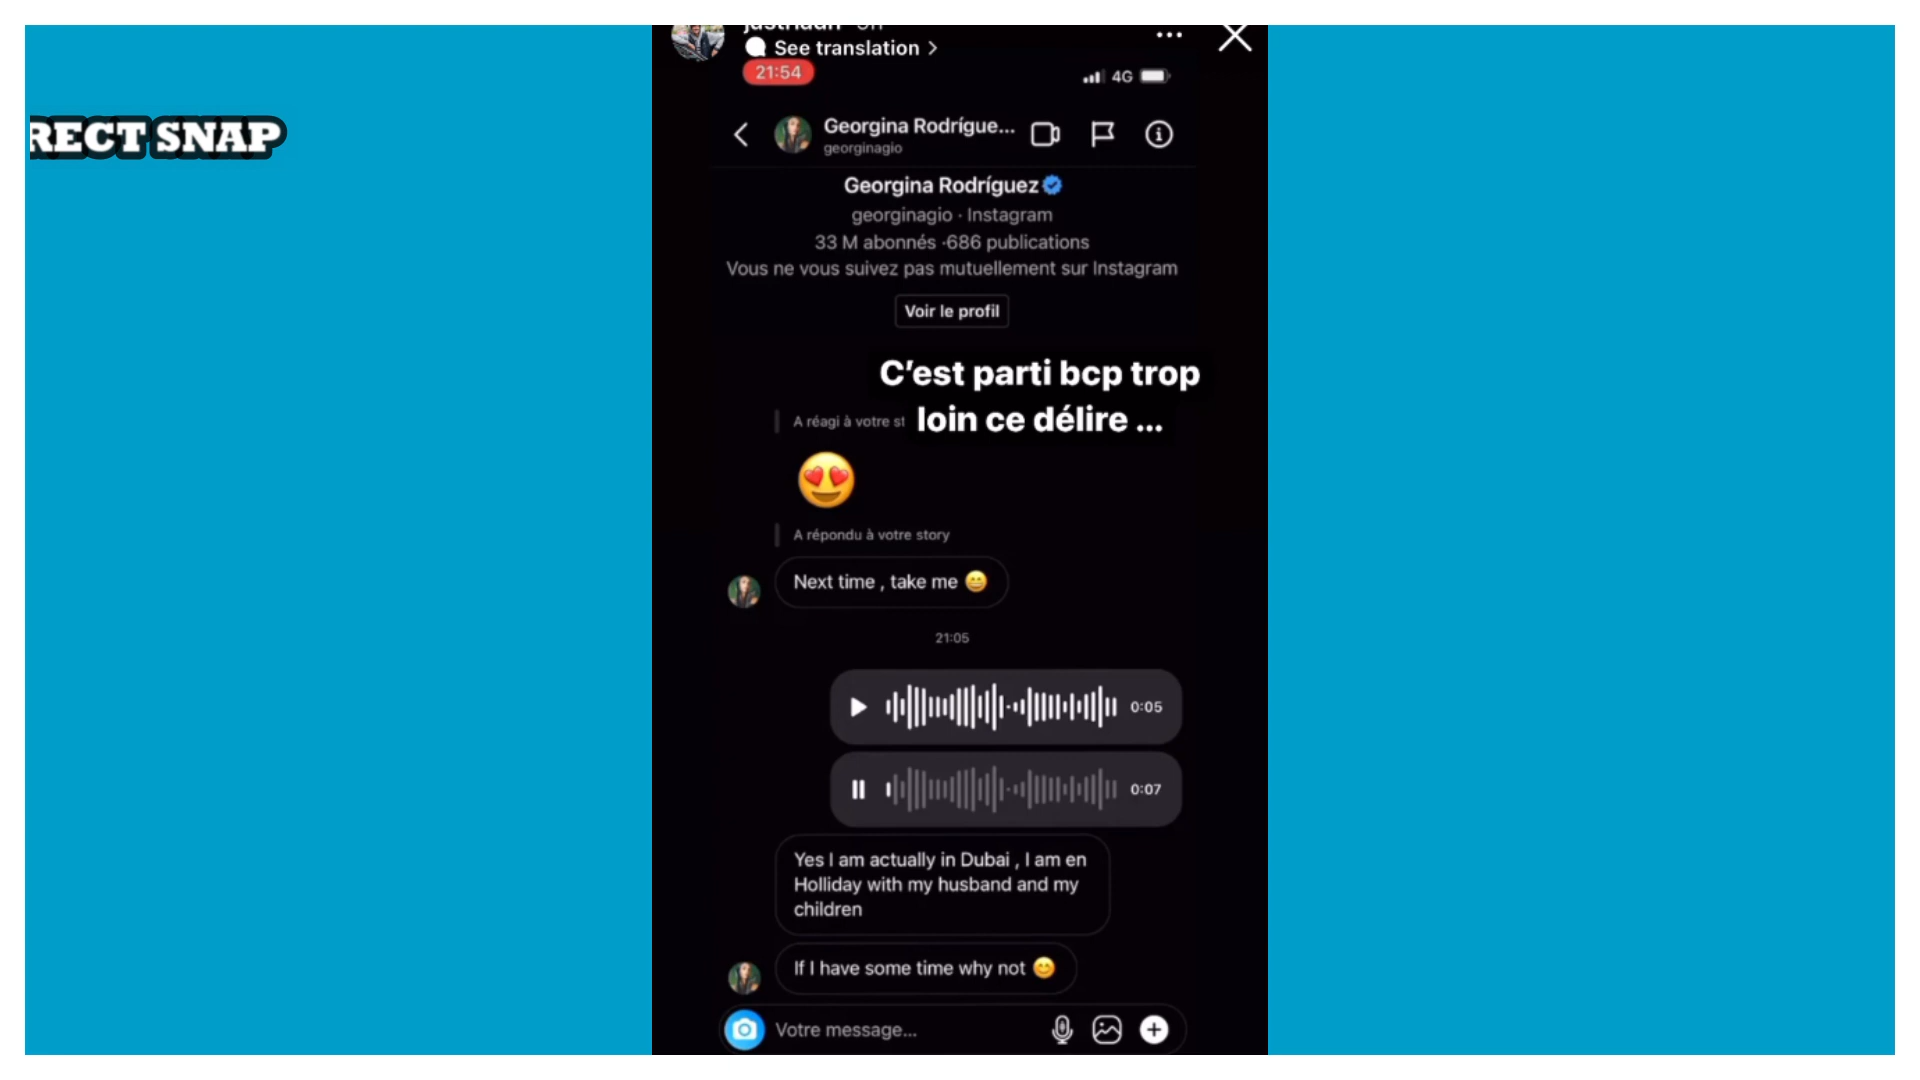 See translation >
21:54
4G
RECT SNAP
Georgina Rodrígue...
georginagio
Georgina Rodríguez
georginagio · Instagram
33 M abonnés ·686 publications
Vous ne vous suivez pas mutuellement sur Instagram
Voir le profil
C'est parti bcp trop
loin ce délire ...
A réagi à votre st
😍
A répondu à votre story
Next time , take me 😄
21:05
0:05
0:07
Yes I am actually in Dubai , I am en
Holliday with my husband and my
children
If I have some time why not 😊
Votre message...